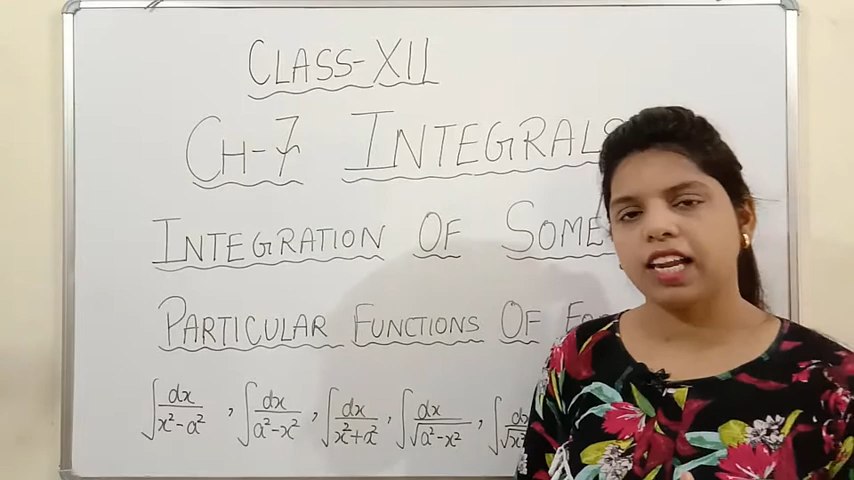 CLASS-XII
CH-7 INTEGRALS
INTEGRATION OF SOME
PARTICULAR FUNCTIONS OF
∫dx/(x²-a²), ∫dx/(a²-x²), ∫dx/(x²+a²), ∫dx/√(a²-x²),